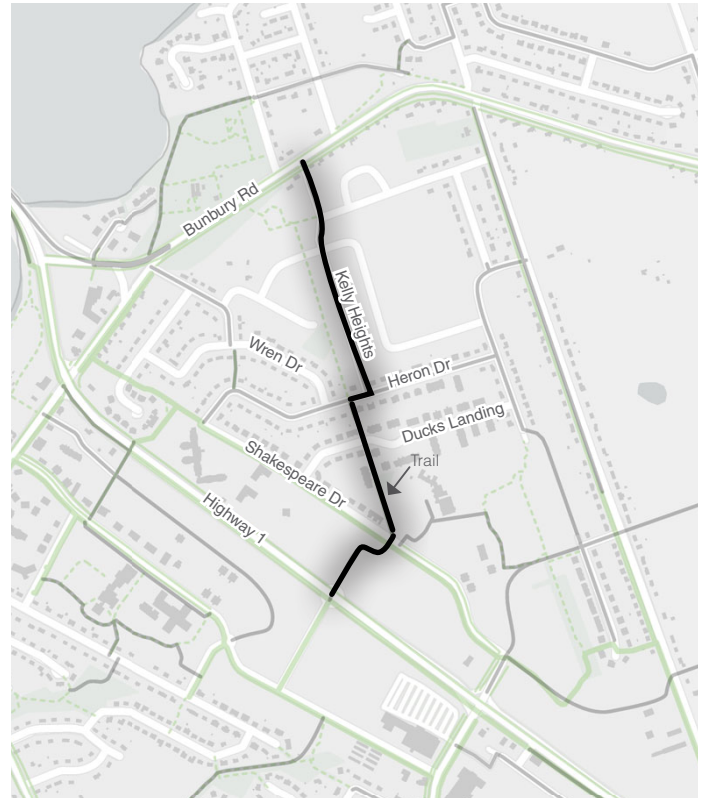 Bunbury Rd
Kelly Heights
Wren Dr
Heron Dr
Ducks Landing
Shakespeare Dr
Trail
Highway 1